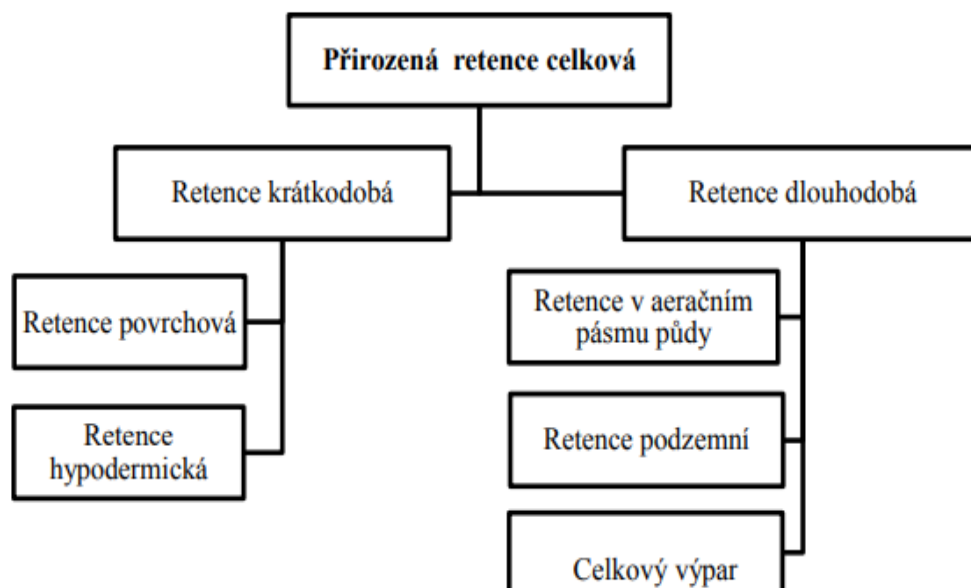 Přirozená retence celková
Retence krátkodobá
Retence dlouhodobá
Retence povrchová
Retence
hypodermická
Retence v aeračním
pásmu půdy
Retence podzemní
Celkový výpar